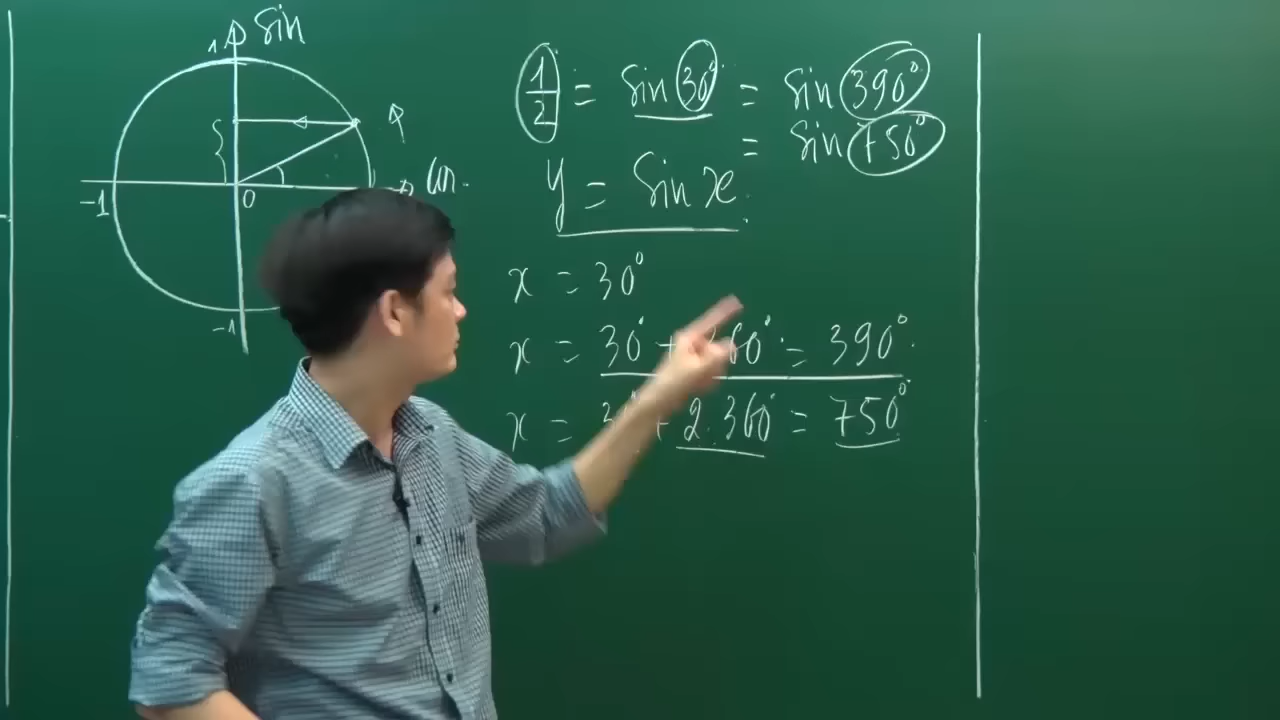 sin
1
-1
0
-1
1/2 = sin 30° = sin 390°
= sin 750°
y = sin x
x = 30°
x = 30° + 360° = 390°
x = 30° + 2.360° = 750°